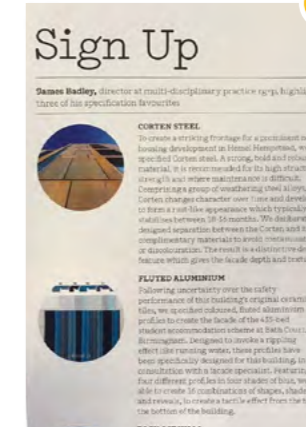 Sign Up
James Badley, director at multi-disciplinary practice rg+p, highli
three of his specification favourites
CORTEN STEEL
To create a striking frontage for a prominent n
housing development in Hemel Hempstead, w
specified Corten steel. A strong, bold and robu
material, it is recommended for its high struct
strength and where maintenance is difficult.
Comprising a group of weathering steel alloys
Corten changes character over time and develo
to form a rust-like appearance which typically
stabilises between 18-36 months. We
designed separation between the Corten and
complimentary materials to avoid
or discolouration. The result is a distinctive de
feature which gives the facade depth and textu
FLUTED ALUMINIUM
Following uncertainty over the safety
performance of this building's original cerami
tiles, we specified coloured, fluted aluminium
profiles to create the facade of the 435-bed
student accommodation scheme at Bath Court
Birmingham. Designed to invoke a rippling
effect like running water, these profiles have
been specifically designed for this building, in
consultation with a facade specialist. Featuring
four different profiles in four shades of blue, we
able to create 16 combinations of shapes, shade
and reveals, to create a tactile effect from the
the bottom of the building.